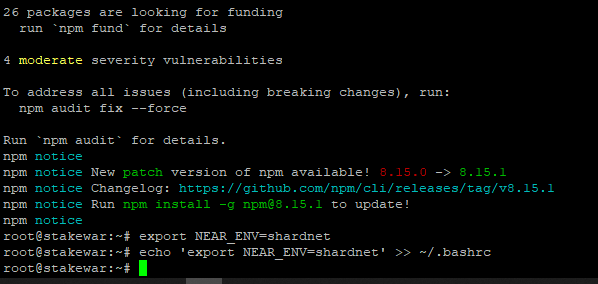 26 packages are looking for funding
run `npm fund` for details
4 moderate severity vulnerabilities
To address all issues (including breaking changes), run:
npm audit fix --force
Run `npm audit` for details.
npm notice
npm notice New patch version of npm available! 8.15.0 -> 8.15.1
npm notice Changelog: https://github.com/npm/cli/releases/tag/v8.15.1
npm notice Run npm install -g npm@8.15.1 to update!
npm notice
root@stakewar:~# export NEAR_ENV=shardnet
root@stakewar:~# echo 'export NEAR_ENV=shardnet' >> ~/.bashrc
root@stakewar:~#